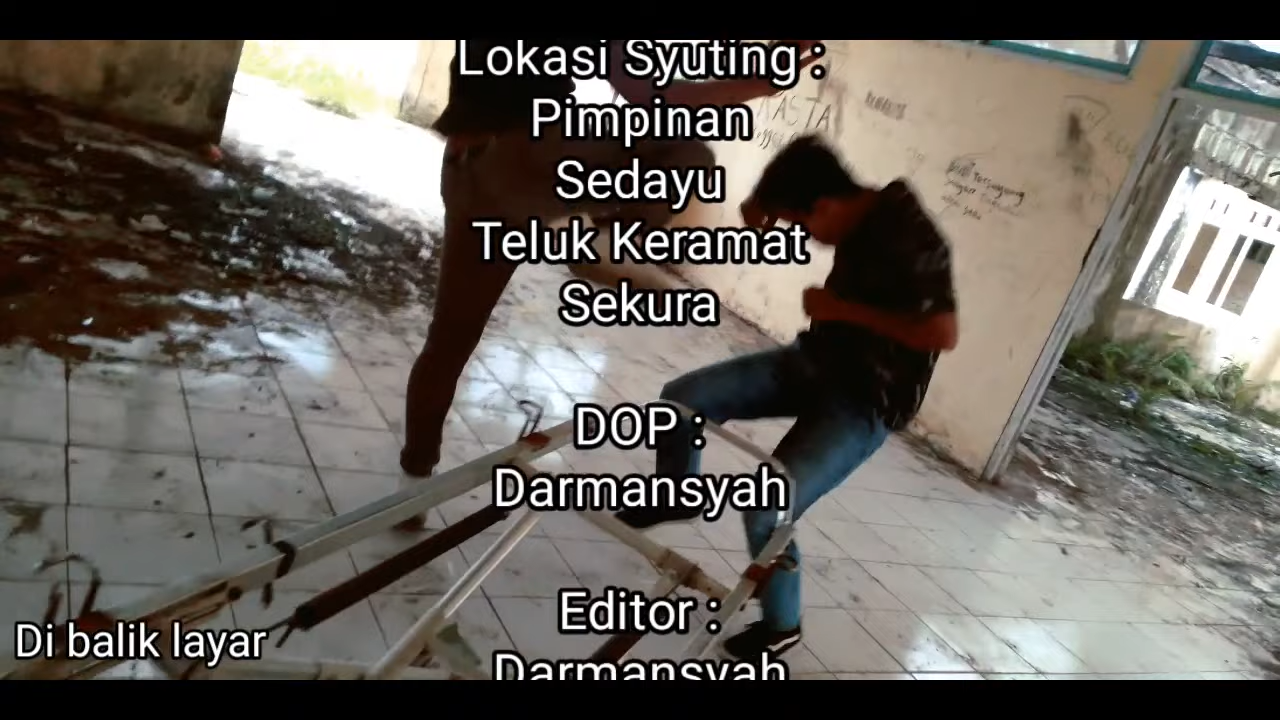 Lokasi Syuting :
Pimpinan
Sedayu
Teluk Keramat
Sekura
DOP :
Darmansyah
Editor :
Darmansyah
Di balik layar